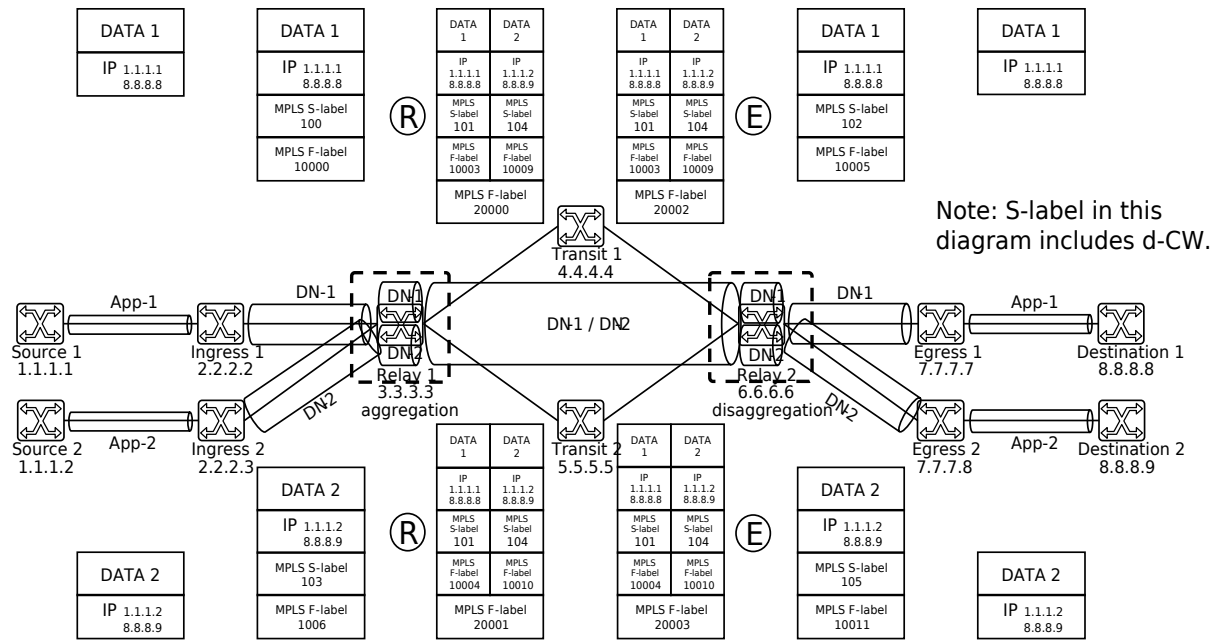 DATA 1
IP 1.1.1.1
8.8.8.8
DATA 1
IP 1.1.1.1
8.8.8.8
MPLS S-label
100
MPLS F-label
10000
R
DATA
1
DATA
2
IP
1.1.1.1
8.8.8.8
IP
1.1.1.2
8.8.8.9
MPLS
S-label
101
MPLS
S-label
104
MPLS
F-label
10003
MPLS
F-label
10009
MPLS F-label
20000
DATA
1
DATA
2
IP
1.1.1.1
8.8.8.8
IP
1.1.1.2
8.8.8.9
MPLS
S-label
101
MPLS
S-label
104
MPLS
F-label
10003
MPLS
F-label
10009
MPLS F-label
20002
E
DATA 1
IP 1.1.1.1
8.8.8.8
MPLS S-label
102
MPLS F-label
10005
DATA 1
IP 1.1.1.1
8.8.8.8
Note: S-label in this
diagram includes d-CW.
Transit 1
4.4.4.4
Source 1
1.1.1.1
App-1
Ingress 1
2.2.2.2
DN-1
DN-1
DN-2
Relay 1
3.3.3.3
aggregation
DN-1 / DN-2
DN-1
DN-2
Relay 2
6.6.6.6
disaggregation
DN-1
Egress 1
7.7.7.7
App-1
Destination 1
8.8.8.8
Source 2
1.1.1.2
App-2
Ingress 2
2.2.2.3
DN-2
Transit 2
5.5.5.5
DN-2
Egress 2
7.7.7.8
App-2
Destination 2
8.8.8.9
DATA 2
IP 1.1.1.2
8.8.8.9
DATA 2
IP 1.1.1.2
8.8.8.9
MPLS S-label
103
MPLS F-label
1006
R
DATA
1
DATA
2
IP
1.1.1.1
8.8.8.8
IP
1.1.1.2
8.8.8.9
MPLS
S-label
101
MPLS
S-label
104
MPLS
F-label
10004
MPLS
F-label
10010
MPLS F-label
20001
DATA
1
DATA
2
IP
1.1.1.1
8.8.8.8
IP
1.1.1.2
8.8.8.9
MPLS
S-label
101
MPLS
S-label
104
MPLS
F-label
10004
MPLS
F-label
10010
MPLS F-label
20003
E
DATA 2
IP 1.1.1.2
8.8.8.9
MPLS S-label
105
MPLS F-label
10011
DATA 2
IP 1.1.1.2
8.8.8.9